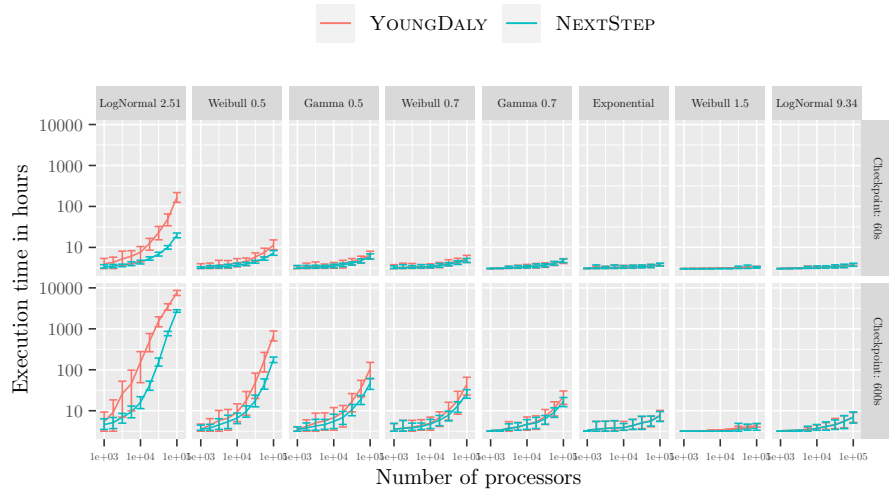 YOUNGDALY NEXTSTEP
LogNormal 2.51 Weibull 0.5 Gamma 0.5 Weibull 0.7 Gamma 0.7 Exponential Weibull 1.5 LogNormal 9.34
10000
1000
100
10
Checkpoint: 60s
10000
1000
100
10
Checkpoint: 600s
Execution time in hours
1e+03 1e+04 1e+05 1e+03 1e+04 1e+05 1e+03 1e+04 1e+05 1e+03 1e+04 1e+05 1e+03 1e+04 1e+05 1e+03 1e+04 1e+05 1e+03 1e+04 1e+05 1e+03 1e+04 1e+05
Number of processors